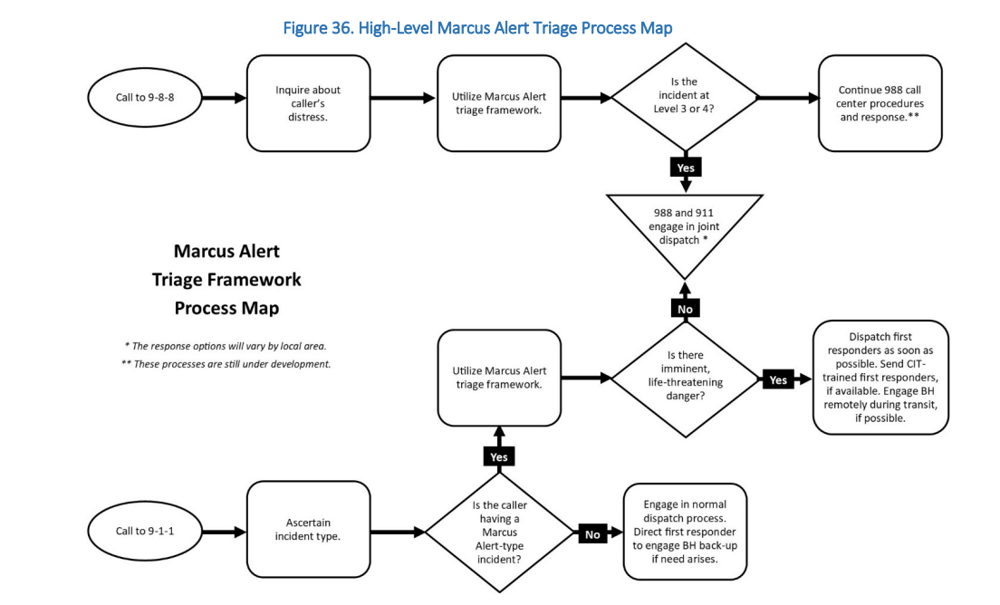 Figure 36. High-Level Marcus Alert Triage Process Map
Call to 9-8-8
Inquire about
caller's
distress.
Utilize Marcus Alert
triage framework.
Is the
incident at
Level 3 or 4?
Continue 988 call
center procedures
and response.**
Yes
988 and 911
engage in joint
dispatch *
Marcus Alert
Triage Framework
Process Map
* The response options will vary by local area.
** These processes are still under development.
No
Utilize Marcus Alert
triage framework.
Is there
imminent,
life-threatening
danger?
Yes
Dispatch first
responders as soon as
possible. Send CIT-
trained first responders,
if available. Engage BH
remotely during transit,
if possible.
Yes
Call to 9-1-1
Ascertain
incident type.
Is the caller
having a
Marcus
Alert-type
incident?
No
Engage in normal
dispatch process.
Direct first responder
to engage BH back-up
if need arises.